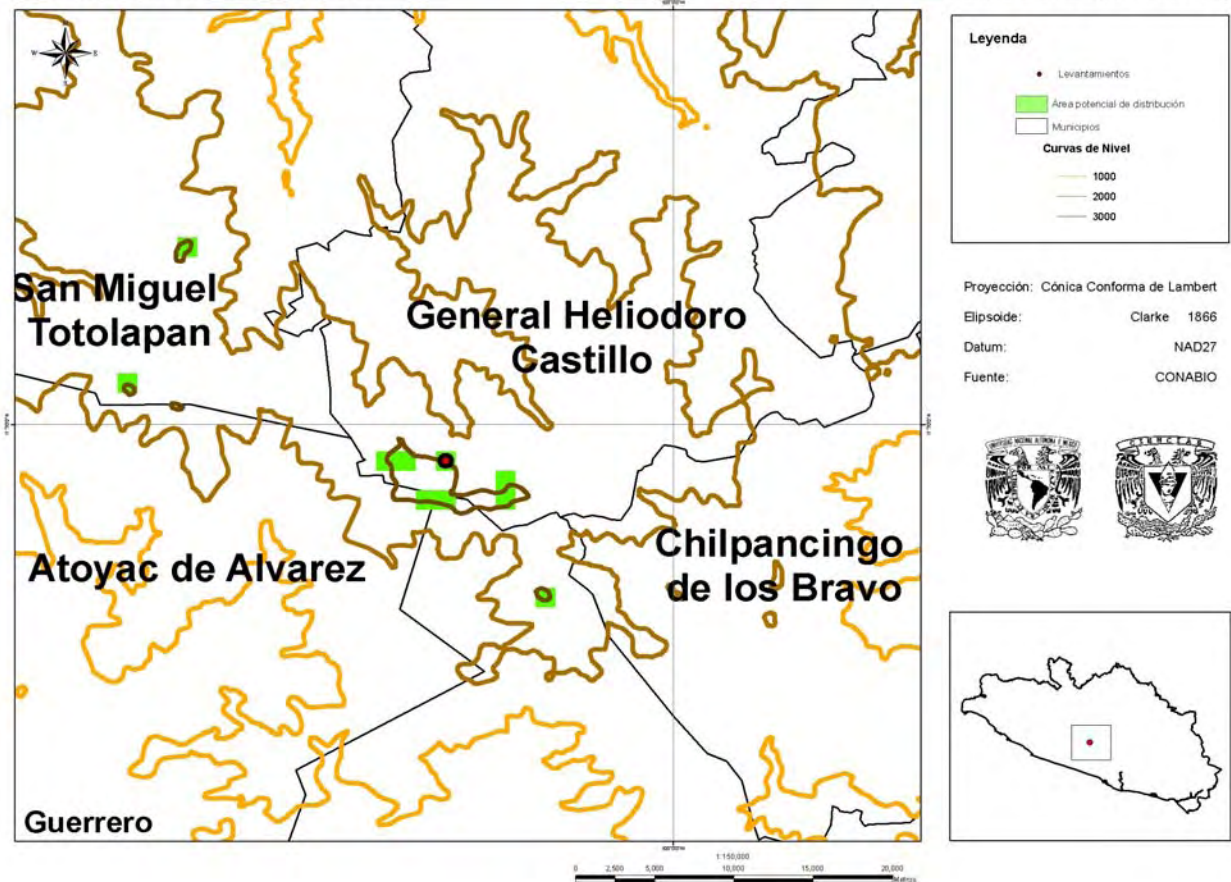 W E
San Miguel
Totolapan
General Heliodoro
Castillo
Atoyac de Alvarez
Chilpancingo
de los Bravo
Guerrero
Leyenda
Levantamientos
Área potencial de distribución
Municipios
Curvas de Nivel
1000
2000
3000
Proyección: Cónica Conforma de Lambert
Elipsoide: Clarke 1866
Datum: NAD27
Fuente: CONABIO
1:150,000
0 2,500 5,000 10,000 15,000 20,000
Metros